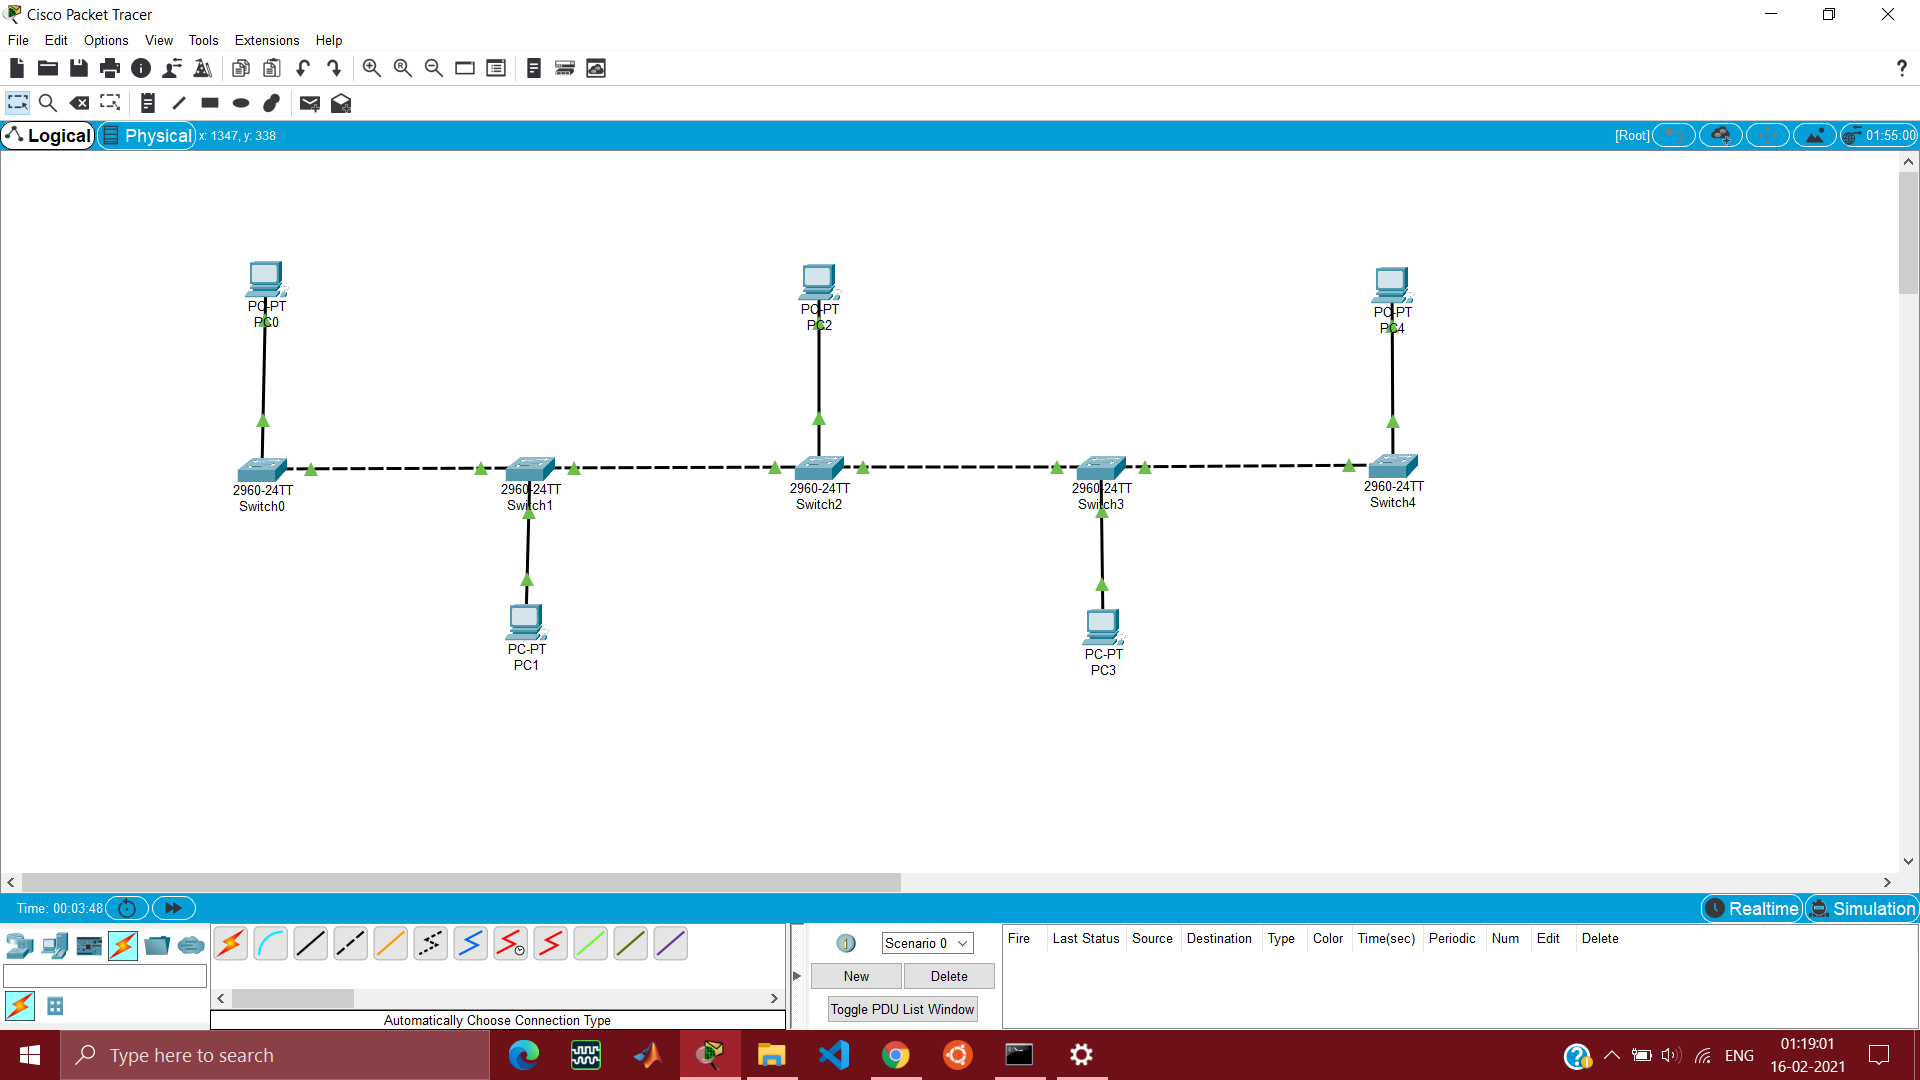 Cisco Packet Tracer
File Edit Options View Tools Extensions Help
?
Logical Physical x: 1347, y: 338 [Root] 01:55:00
PC-PT
PC0
PC-PT
PC2
PC-PT
PC4
2960-24TT
Switch0
2960-24TT
Switch1
2960-24TT
Switch2
2960-24TT
Switch3
2960-24TT
Switch4
PC-PT
PC1
PC-PT
PC3
Time: 00:03:48 Realtime Simulation
Scenario 0
New Delete
Toggle PDU List Window
Fire Last Status Source Destination Type Color Time(sec) Periodic Num Edit Delete
Automatically Choose Connection Type
Type here to search
ENG
01:19:01
16-02-2021